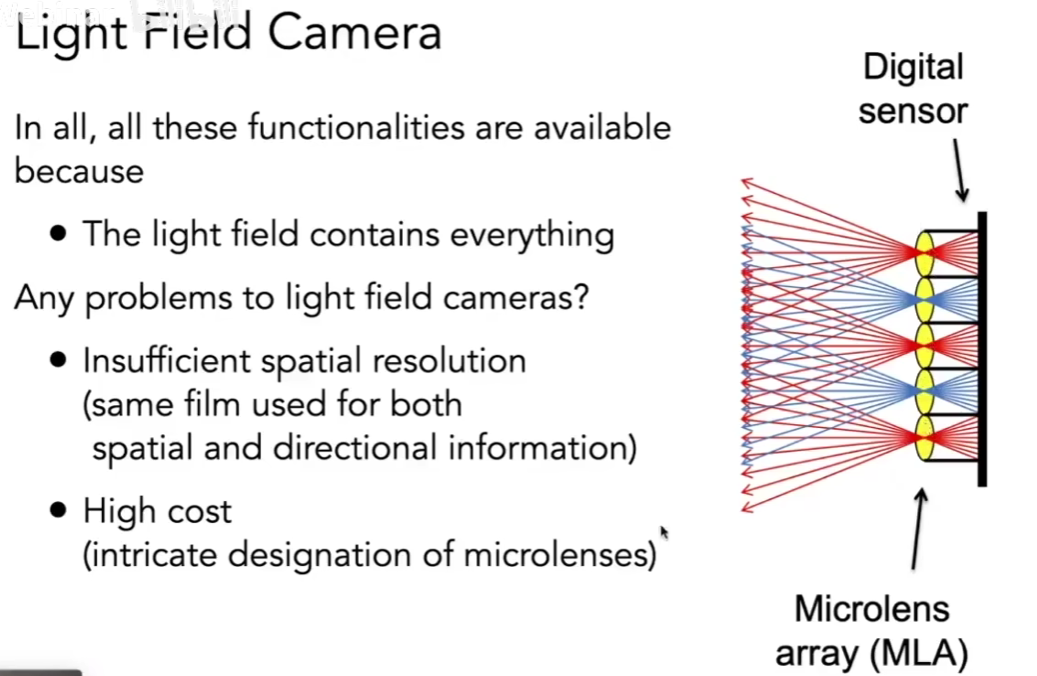 Light Field Camera
In all, all these functionalities are available
because
• The light field contains everything
Any problems to light field cameras?
• Insufficient spatial resolution
(same film used for both
spatial and directional information)
• High cost
(intricate designation of microlenses)
Digital
sensor
Microlens
array (MLA)